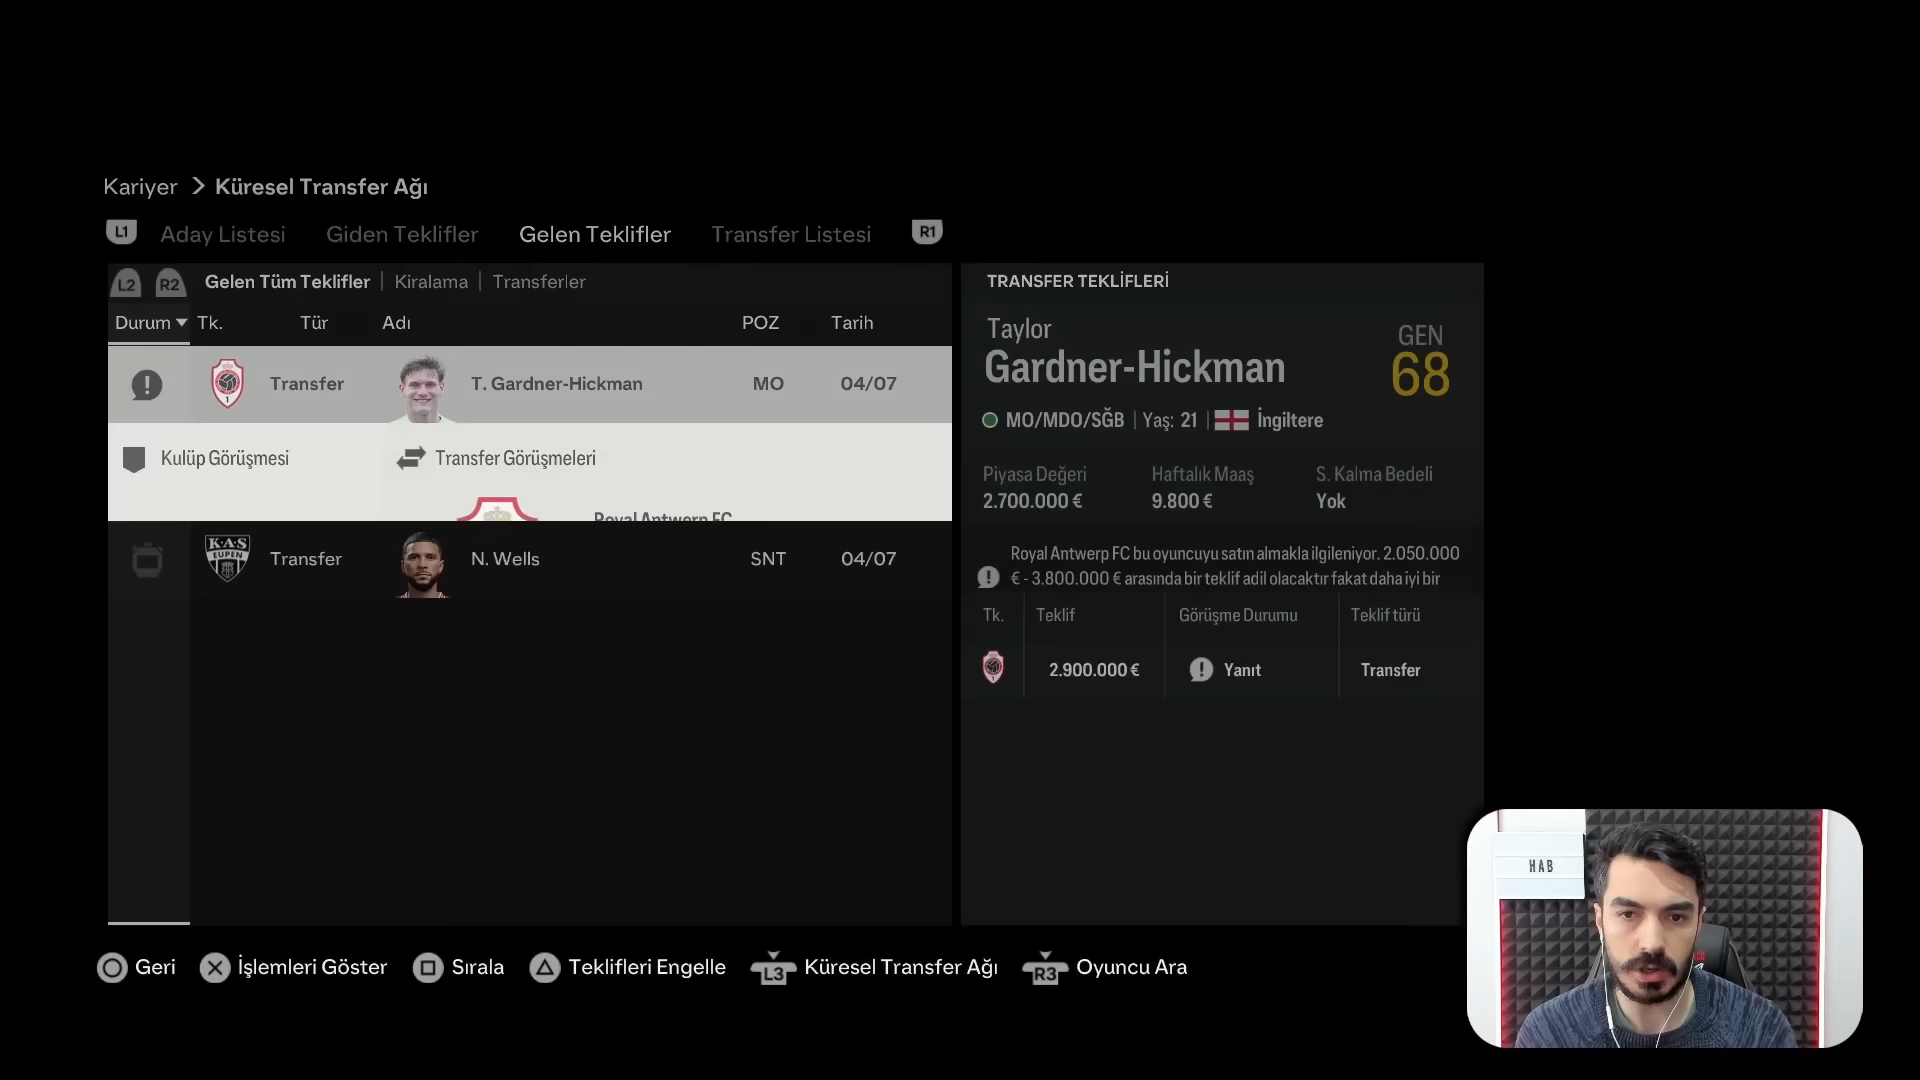 Kariyer > Küresel Transfer Ağı
L1 Aday Listesi Giden Teklifler Gelen Teklifler Transfer Listesi R1
L2 R2 Gelen Tüm Teklifler | Kiralama | Transferler
Durum Tk. Tür Adı POZ Tarih
Transfer T. Gardner-Hickman MO 04/07
Kulüp Görüşmesi Transfer Görüşmeleri
Royal Antwerp FC
K·A·S EUPEN Transfer N. Wells SNT 04/07
TRANSFER TEKLİFLERİ
Taylor
Gardner-Hickman
GEN
68
MO/MDO/SĞB | Yaş: 21 | İngiltere
Piyasa Değeri Haftalık Maaş S. Kalma Bedeli
2.700.000 € 9.800 € Yok
Royal Antwerp FC bu oyuncuyu satın almakla ilgileniyor. 2.050.000
€ - 3.800.000 € arasında bir teklif adil olacaktır fakat daha iyi bir
Tk. Teklif Görüşme Durumu Teklif türü
2.900.000 € Yanıt Transfer
HAB
Geri İşlemleri Göster Sırala Teklifleri Engelle L3 Küresel Transfer Ağı R3 Oyuncu Ara